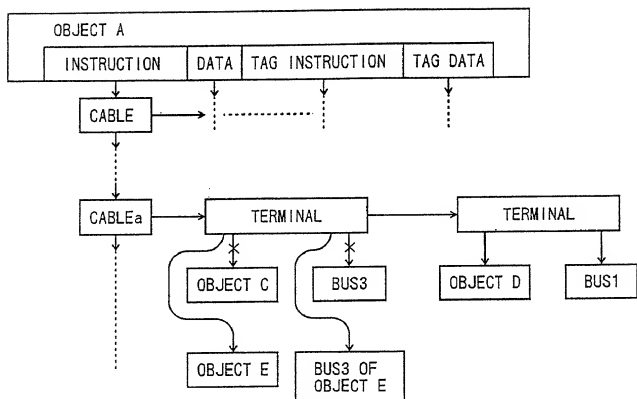 OBJECT A
INSTRUCTION DATA TAG INSTRUCTION TAG DATA
CABLE
CABLEa TERMINAL TERMINAL
OBJECT C BUS3 OBJECT D BUS1
OBJECT E BUS3 OF
OBJECT E